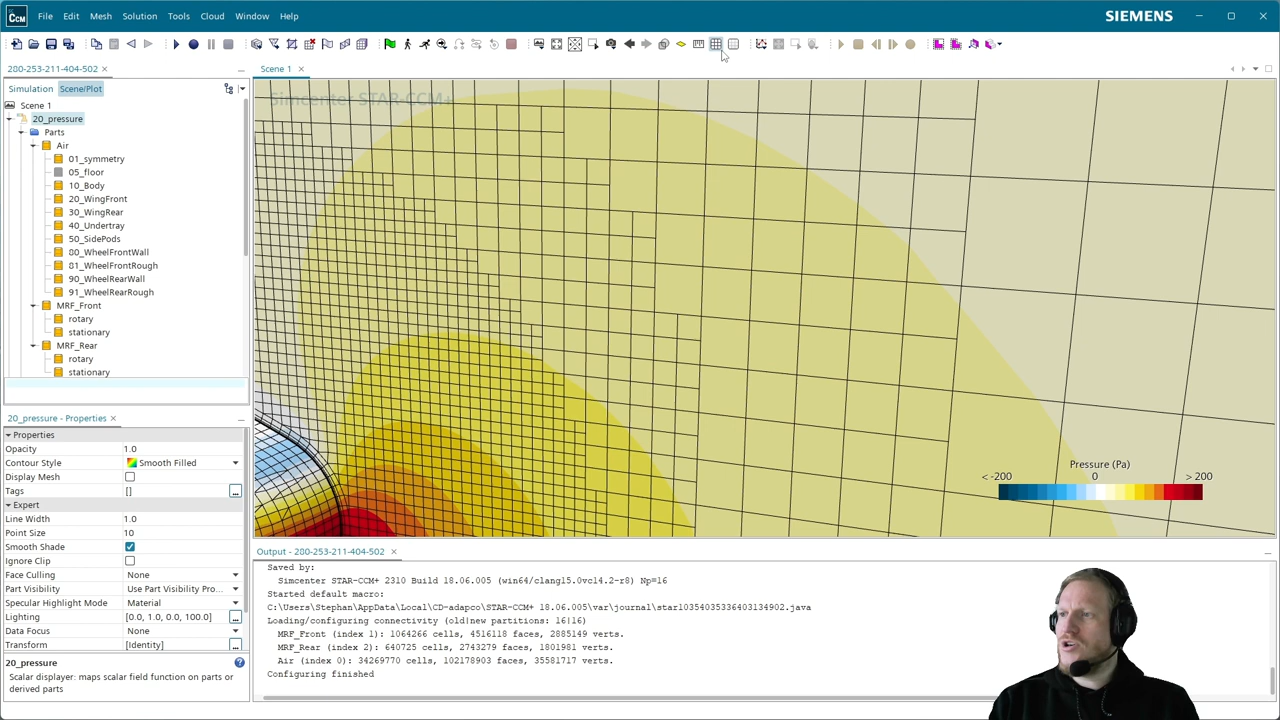 CCM File Edit Mesh Solution Tools Cloud Window Help SIEMENS
280-253-211-404-502
Scene 1
Simulation Scene/Plot
Simcenter STAR-CCM+
Scene 1
20_pressure
Parts
Air
01_symmetry
05_floor
10_Body
20_WingFront
30_WingRear
40_Undertray
50_SidePods
80_WheelFrontWall
81_WheelFrontRough
90_WheelRearWall
91_WheelRearRough
MRF_Front
rotary
stationary
MRF_Rear
rotary
stationary
20_pressure - Properties
Properties
Opacity 1.0
Contour Style Smooth Filled
Display Mesh
Tags []
Expert
Line Width 1.0
Point Size 10
Smooth Shade
Ignore Clip
Face Culling None
Part Visibility Use Part Visibility Pro...
Specular Highlight Mode Material
Lighting [0.0, 1.0, 0.0, 100.0]
Data Focus None
Transform [Identity]
20_pressure
Scalar displayer: maps scalar field function on parts or
derived parts
Pressure (Pa)
< -200 0 > 200
Output - 280-253-211-404-502
Saved by:
Simcenter STAR-CCM+ 2310 Build 18.06.005 (win64/clang15.0vc14.2-r8) Np=16
Started default macro:
C:\Users\Stephan\AppData\Local\CD-adapco\STAR-CCM+ 18.06.005\var\journal\star10354035336403134902.java
Loading/configuring connectivity (old|new partitions: 16|16)
MRF_Front (index 1): 1064266 cells, 4516118 faces, 2885149 verts.
MRF_Rear (index 2): 640725 cells, 2743279 faces, 1801981 verts.
Air (index 0): 34269770 cells, 102178903 faces, 35581717 verts.
Configuring finished